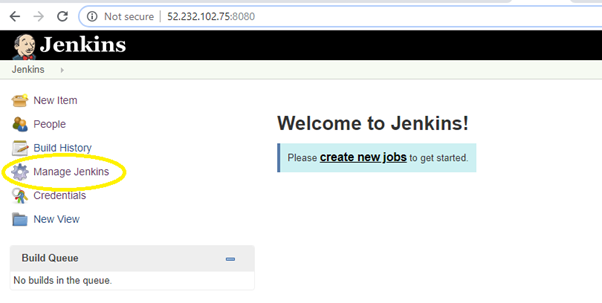 Not secure | 52.232.102.75:8080
Jenkins
Jenkins
New Item
People
Build History
Manage Jenkins
Credentials
New View
Build Queue
No builds in the queue.
Welcome to Jenkins!
Please create new jobs to get started.